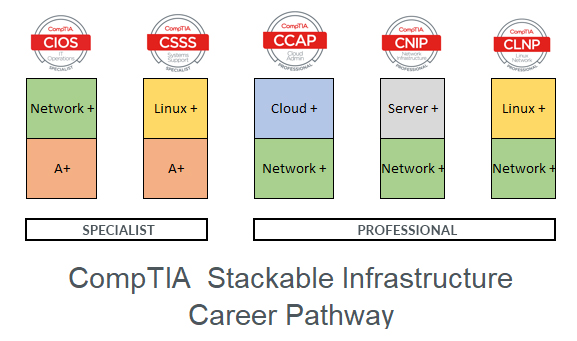 CompTIA
CIOS
IT
Operations
SPECIALIST
CompTIA
CSSS
Systems
Support
SPECIALIST
CompTIA
CCAP
Cloud
Admin
PROFESSIONAL
CompTIA
CNIP
Network
Infrastructure
PROFESSIONAL
CompTIA
CLNP
Linux
Network
PROFESSIONAL
Network +
Linux +
Cloud +
Server +
Linux +
A+
A+
Network +
Network +
Network +
SPECIALIST
PROFESSIONAL
CompTIA Stackable Infrastructure
Career Pathway